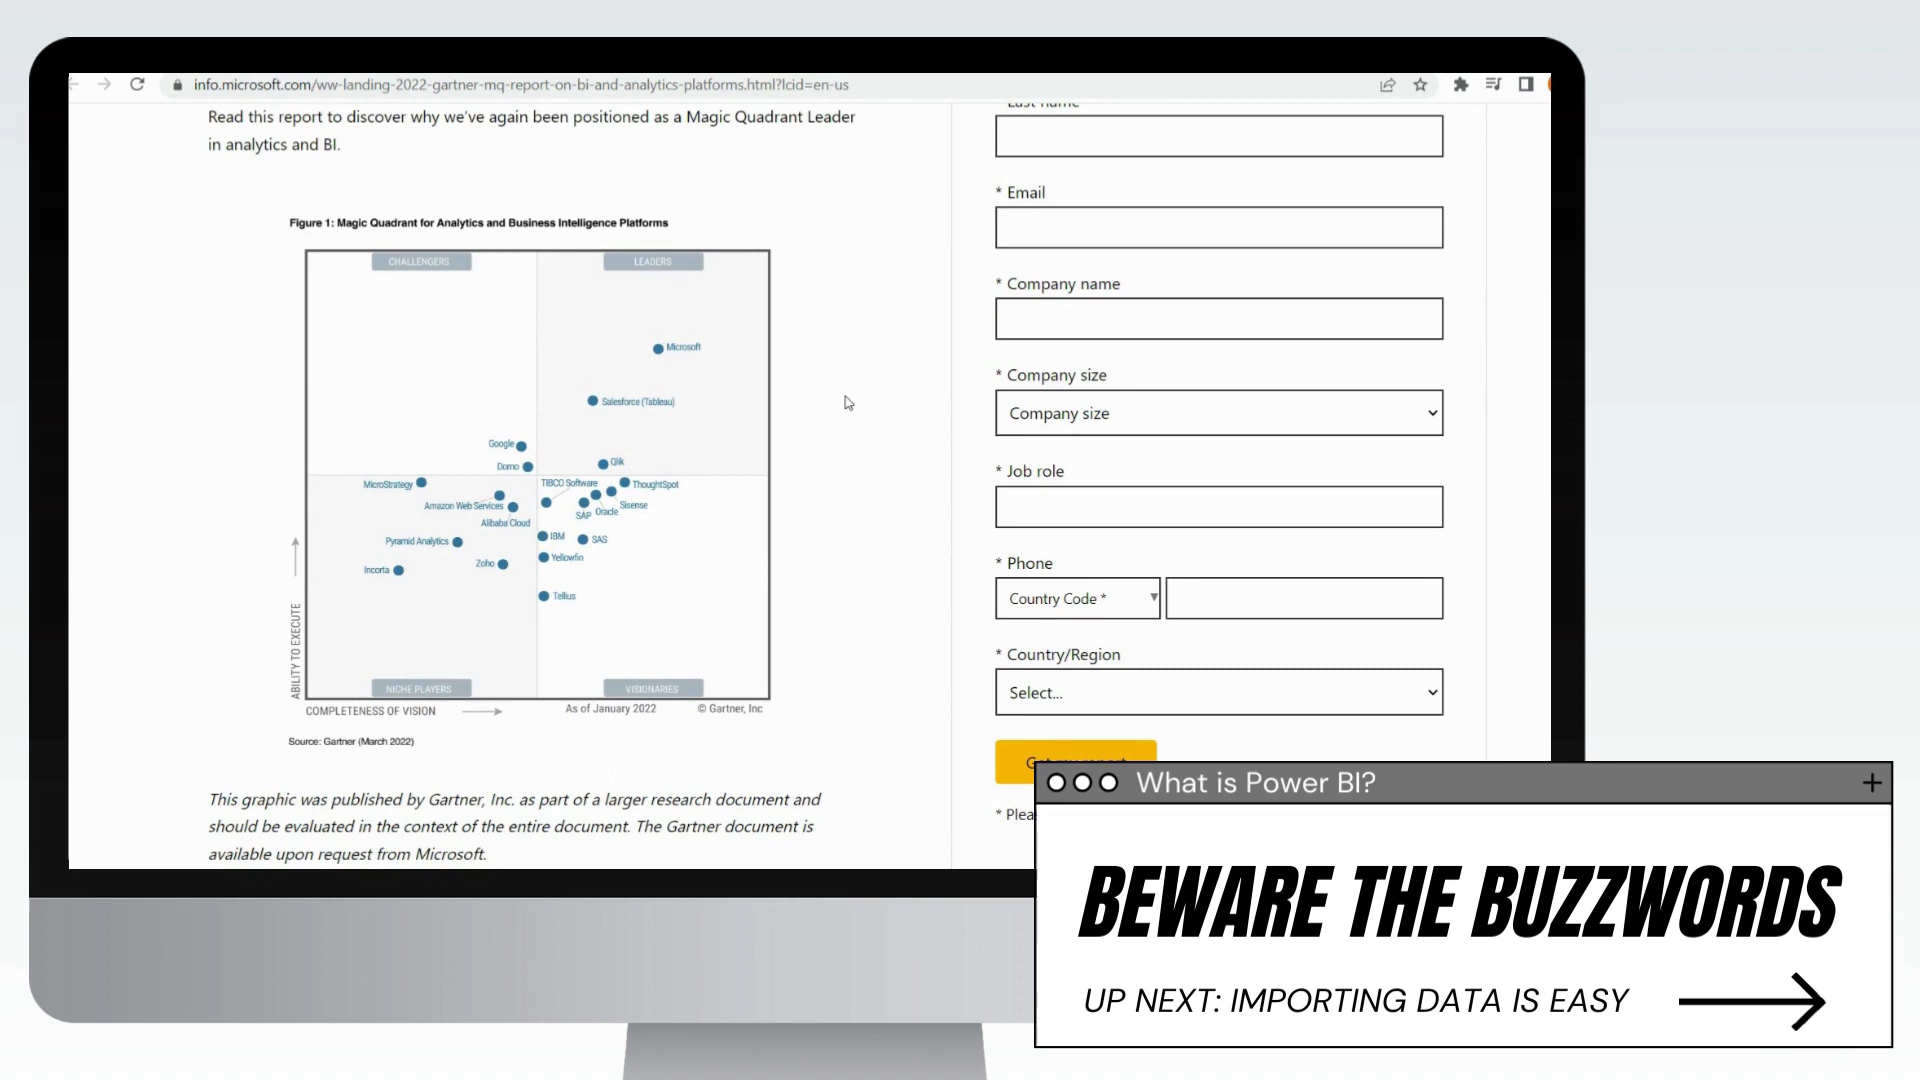 info.microsoft.com/ww-landing-2022-gartner-mq-report-on-bi-and-analytics-platforms.html?lcid=en-us
Read this report to discover why we've again been positioned as a Magic Quadrant Leader
in analytics and BI.
Figure 1: Magic Quadrant for Analytics and Business Intelligence Platforms
CHALLENGERS
LEADERS
Microsoft
Salesforce (Tableau)
Google
Domo
Qlik
MicroStrategy
TIBCO Software
ThoughtSpot
Amazon Web Services
Sisense
SAP
Oracle
Alibaba Cloud
IBM
SAS
Pyramid Analytics
Yellowfin
Zoho
Incorta
Tellius
ABILITY TO EXECUTE
NICHE PLAYERS
VISIONARIES
COMPLETENESS OF VISION
As of January 2022
© Gartner, Inc
Source: Gartner (March 2022)
This graphic was published by Gartner, Inc. as part of a larger research document and
should be evaluated in the context of the entire document. The Gartner document is
available upon request from Microsoft.
Last name
* Email
* Company name
* Company size
Company size
* Job role
* Phone
Country Code *
* Country/Region
Select...
Get my report
* Plea
What is Power BI?
+
BEWARE THE BUZZWORDS
UP NEXT: IMPORTING DATA IS EASY